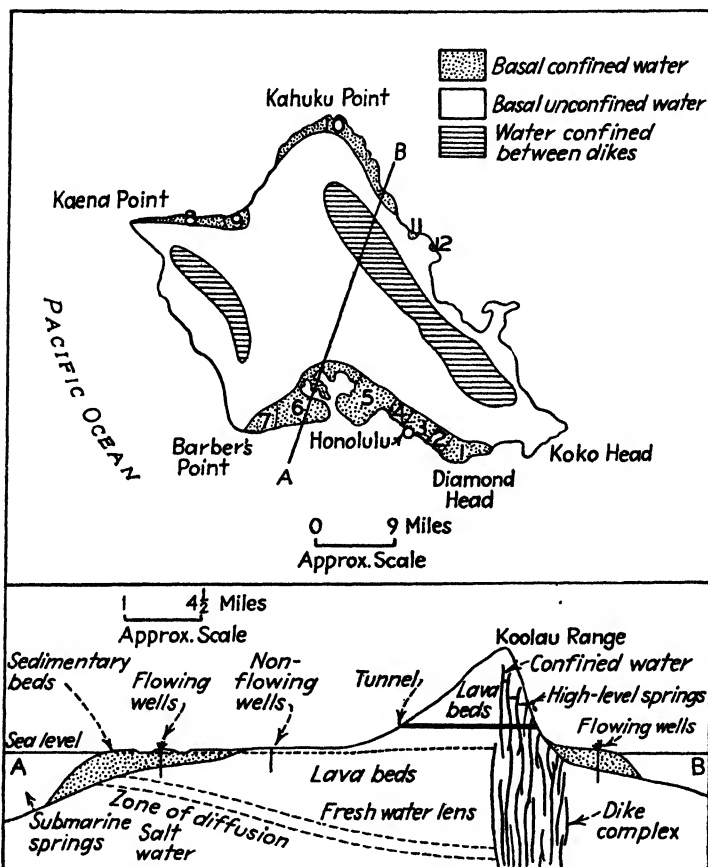 Basal confined water
Basal unconfined water
Water confined
between dikes
Kahuku Point
B
Kaena Point
8
9
11
12
PACIFIC OCEAN
7
6
5
4
3
2
1
Barber's
Point
Honolulu
A
Koko Head
Diamond
Head
0 9 Miles
Approx. Scale
1 4½ Miles
Approx. Scale
Koolau Range
Sedimentary
beds
Flowing
wells
Non-
flowing
wells
Tunnel
Confined water
Lava
beds
High-level springs
Flowing wells
Sea level
A
B
Lava beds
Zone of diffusion
Fresh water lens
Submarine
springs
Salt
water
Dike
complex